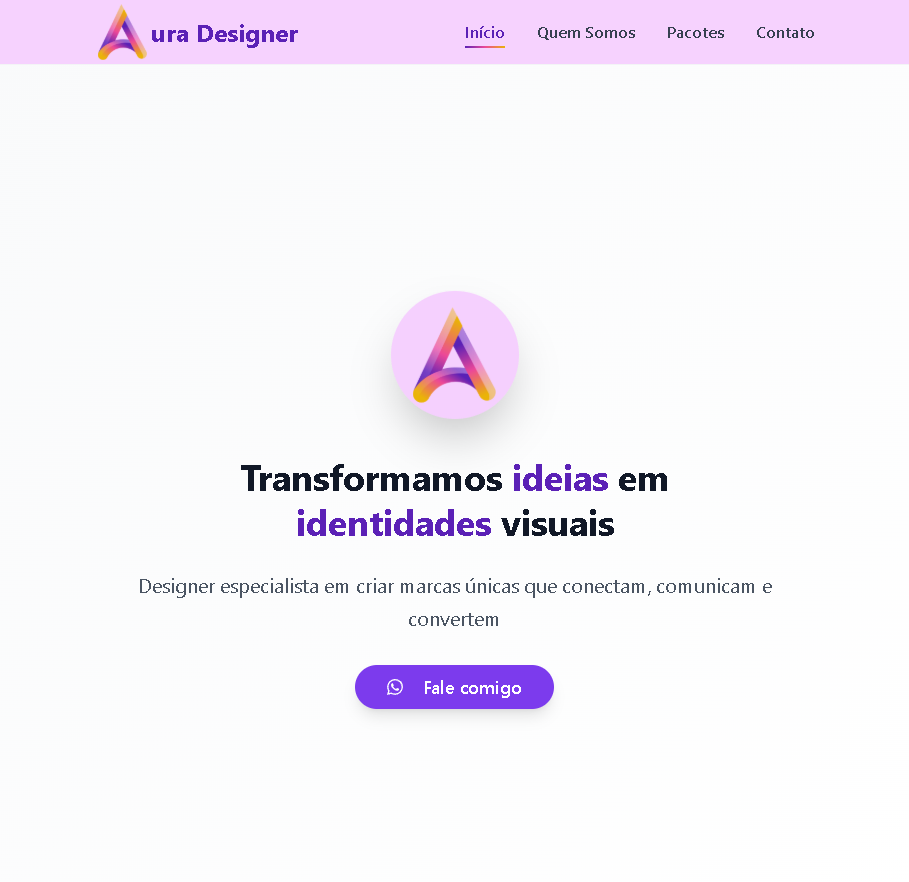 Aura Designer
Início
Quem Somos
Pacotes
Contato
A
Transformamos ideias em
identidades visuais
Designer especialista em criar marcas únicas que conectam, comunicam e
convertem
Fale comigo